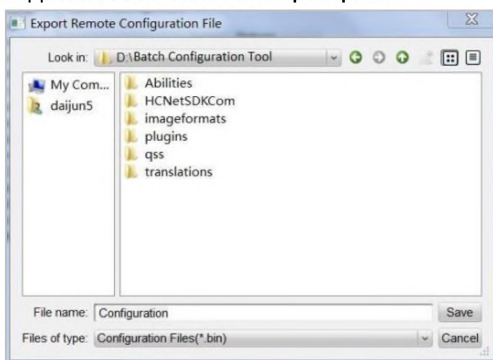 Export Remote Configuration File
Look in: D:\Batch Configuration Tool
My Com...
daijun5
Abilities
HCNetSDKCom
imageformats
plugins
qss
translations
File name: Configuration Save
Files of type: Configuration Files(*.bin) Cancel